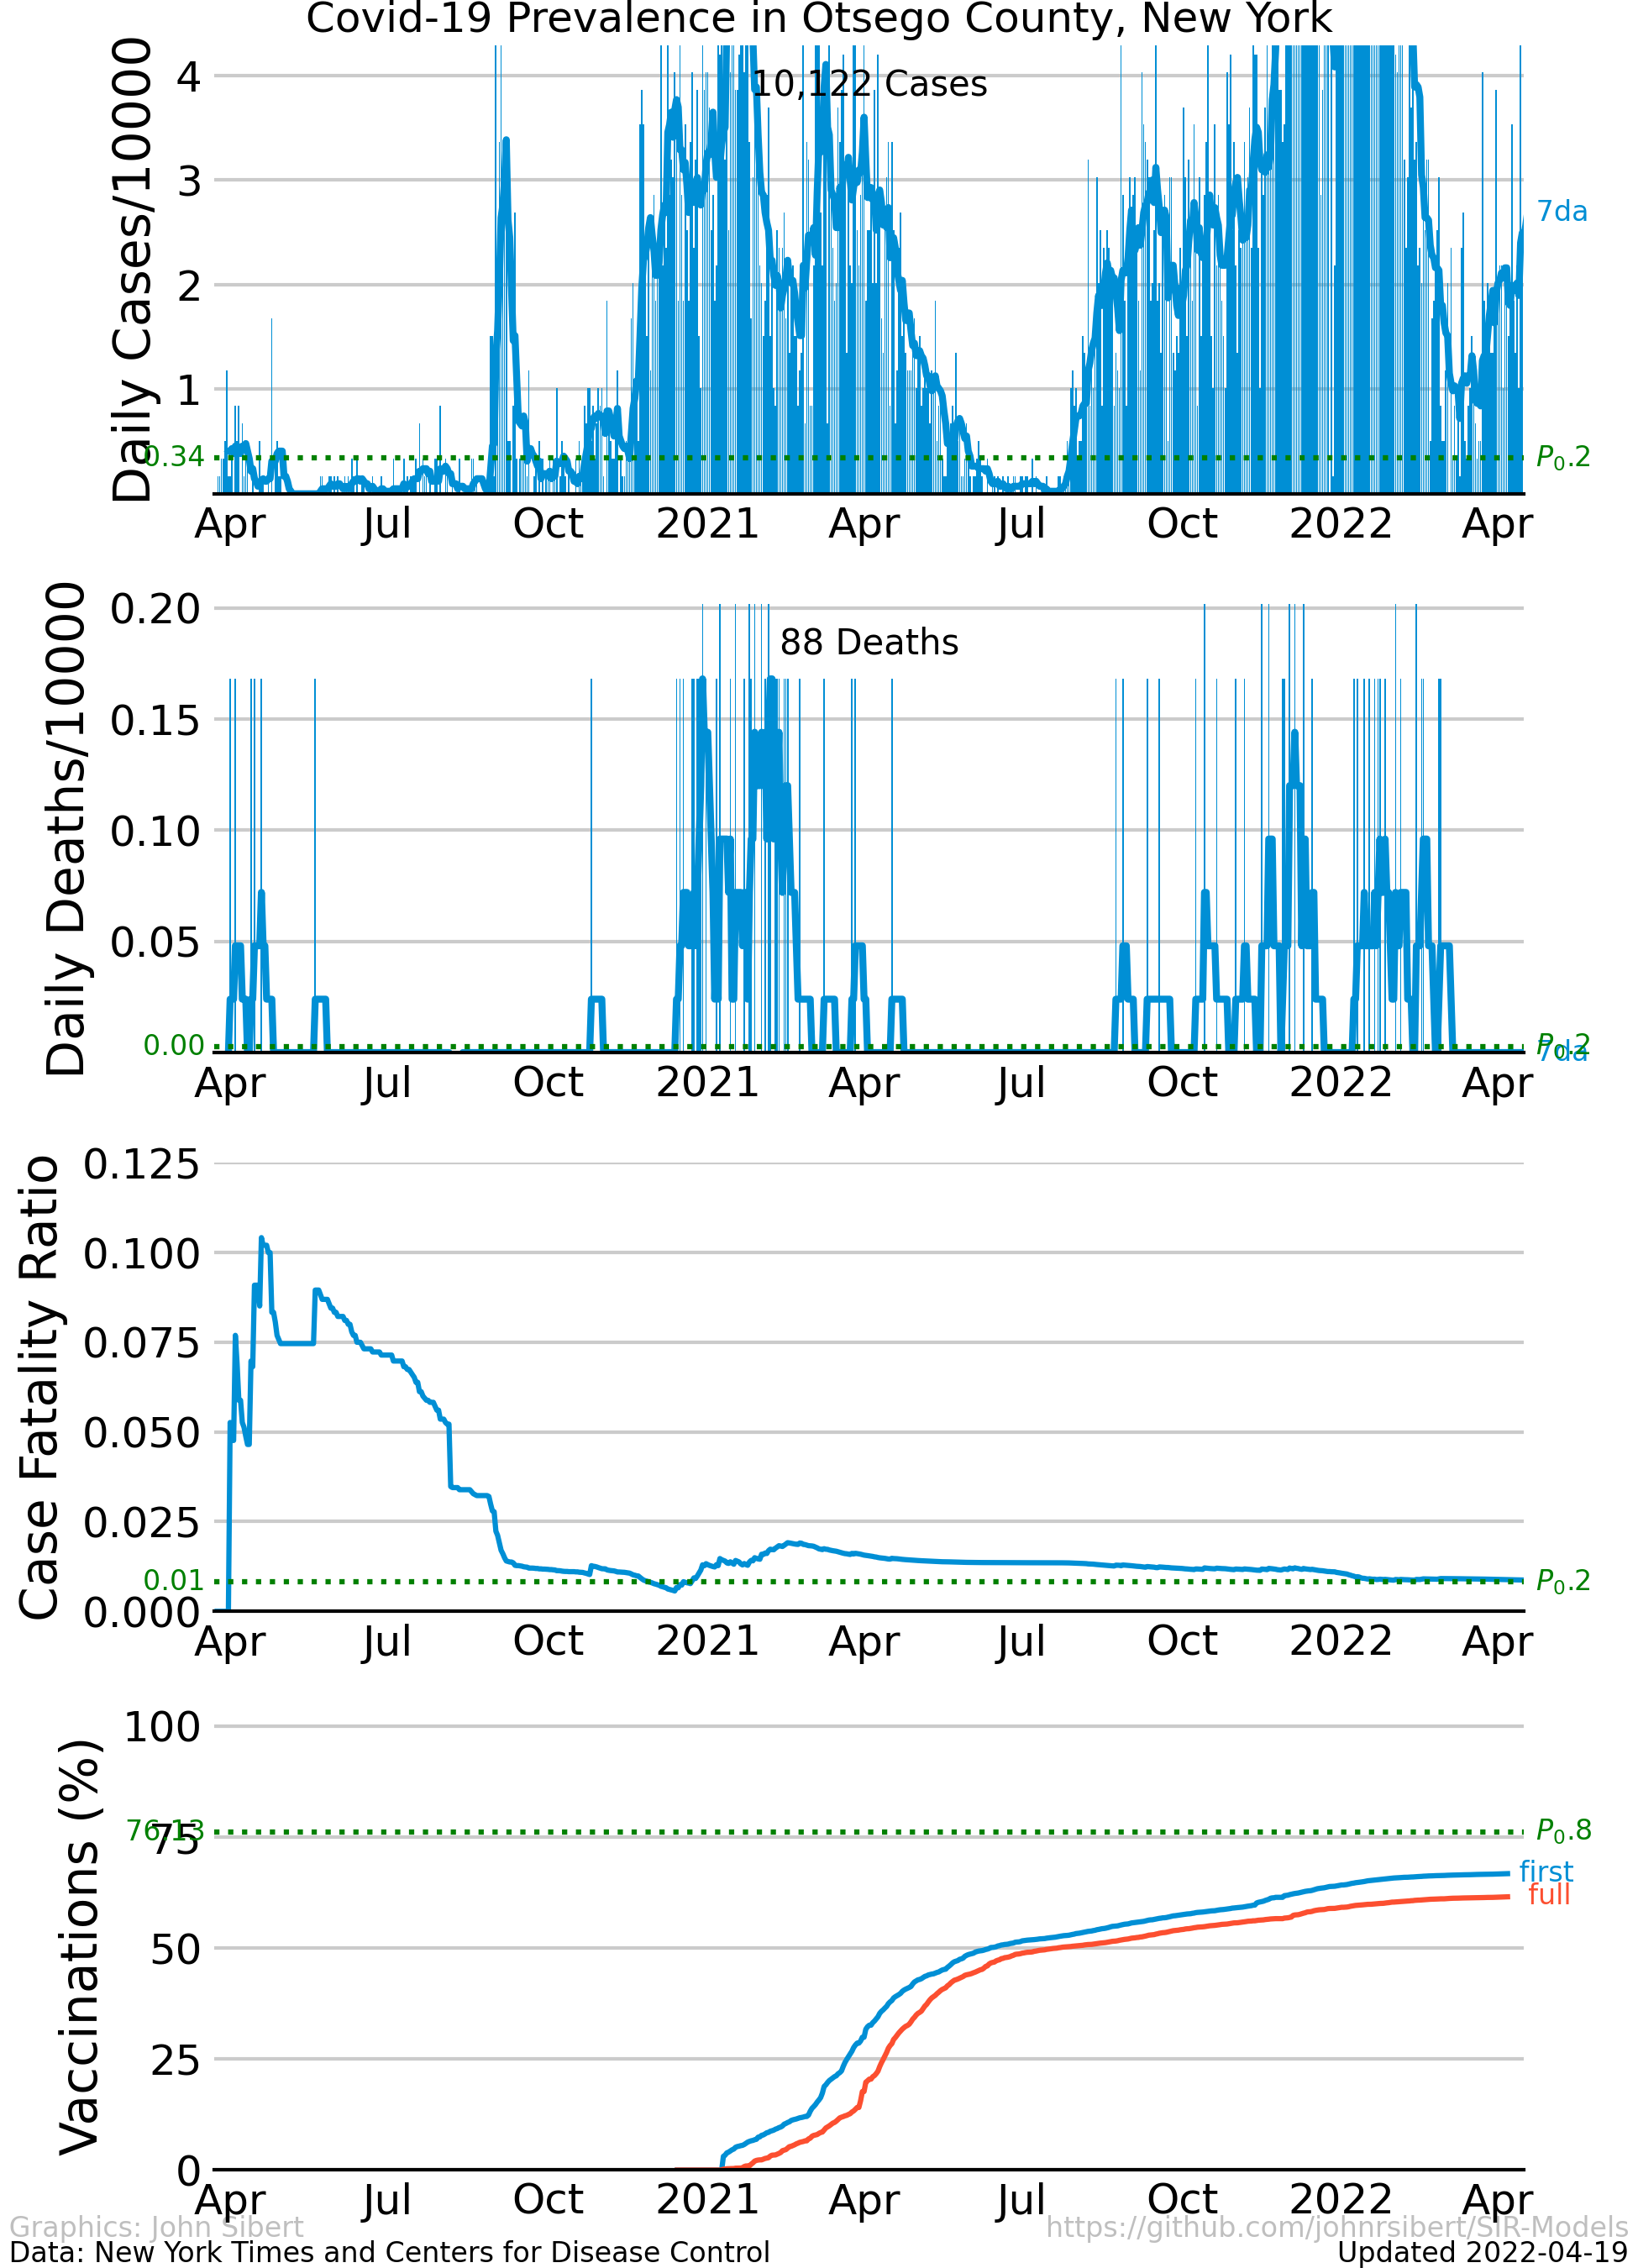 Covid-19 Prevalence in Otsego County, New York
Daily Cases/10000
4
3
2
1
0.34
10,122 Cases
7da
P0.2
Apr Jul Oct 2021 Apr Jul Oct 2022 Apr
Daily Deaths/10000
0.20
0.15
0.10
0.05
0.00
88 Deaths
P0.2
7da
Apr Jul Oct 2021 Apr Jul Oct 2022 Apr
Case Fatality Ratio
0.125
0.100
0.075
0.050
0.025
0.01
0.000
P0.2
Apr Jul Oct 2021 Apr Jul Oct 2022 Apr
Vaccinations (%)
100
76.13
75
50
25
0
P0.8
first
full
Apr Jul Oct 2021 Apr Jul Oct 2022 Apr
Graphics: John Sibert https://github.com/johnrsibert/SIR-Models
Data: New York Times and Centers for Disease Control Updated 2022-04-19